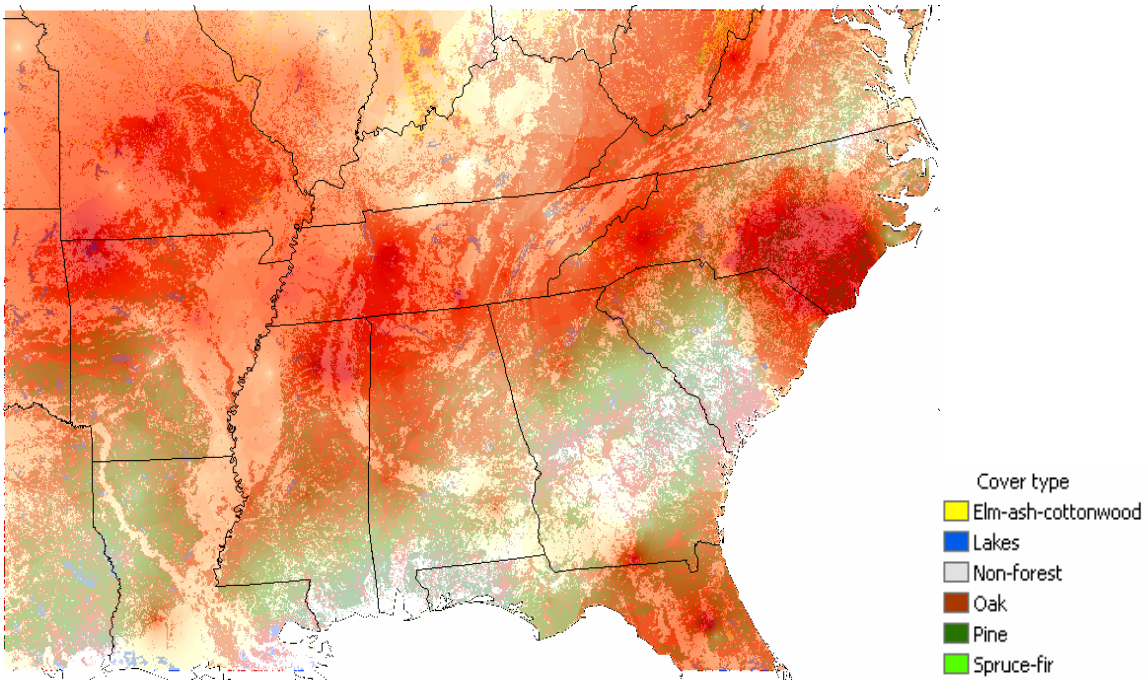 Cover type
Elm-ash-cottonwood
Lakes
Non-forest
Oak
Pine
Spruce-fir